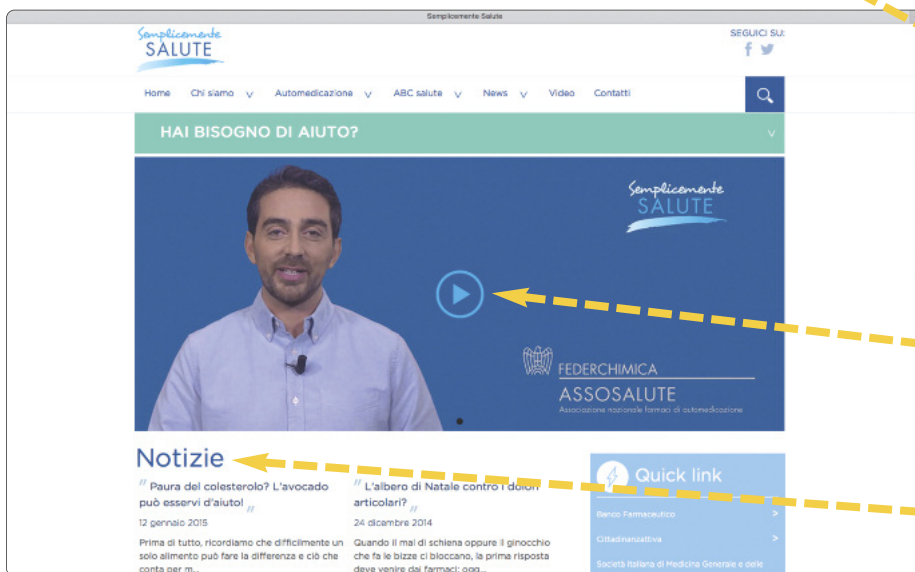 Semplicemente Salute
Semplicemente
SALUTE
SEGUICI SU:
Home Chi siamo Automedicazione ABC salute News Video Contatti
HAI BISOGNO DI AIUTO?
Semplicemente
SALUTE
FEDERCHIMICA
ASSOSALUTE
Associazione nazionale farmaci di automedicazione
Notizie
" Paura del colesterolo? L'avocado
può esservi d'aiuto! "
12 gennaio 2015
Prima di tutto, ricordiamo che difficilmente un
solo alimento può fare la differenza e ciò che
conta per m...
" L'albero di Natale contro i dolori
articolari? "
24 dicembre 2014
Quando il mal di schiena oppure il ginocchio
che fa le bizze ci bloccano, la prima risposta
deve venire dai farmaci: ogg...
Quick link
Banco Farmaceutico >
Cittadinanzattiva >
Società Italiana di Medicina Generale e delle